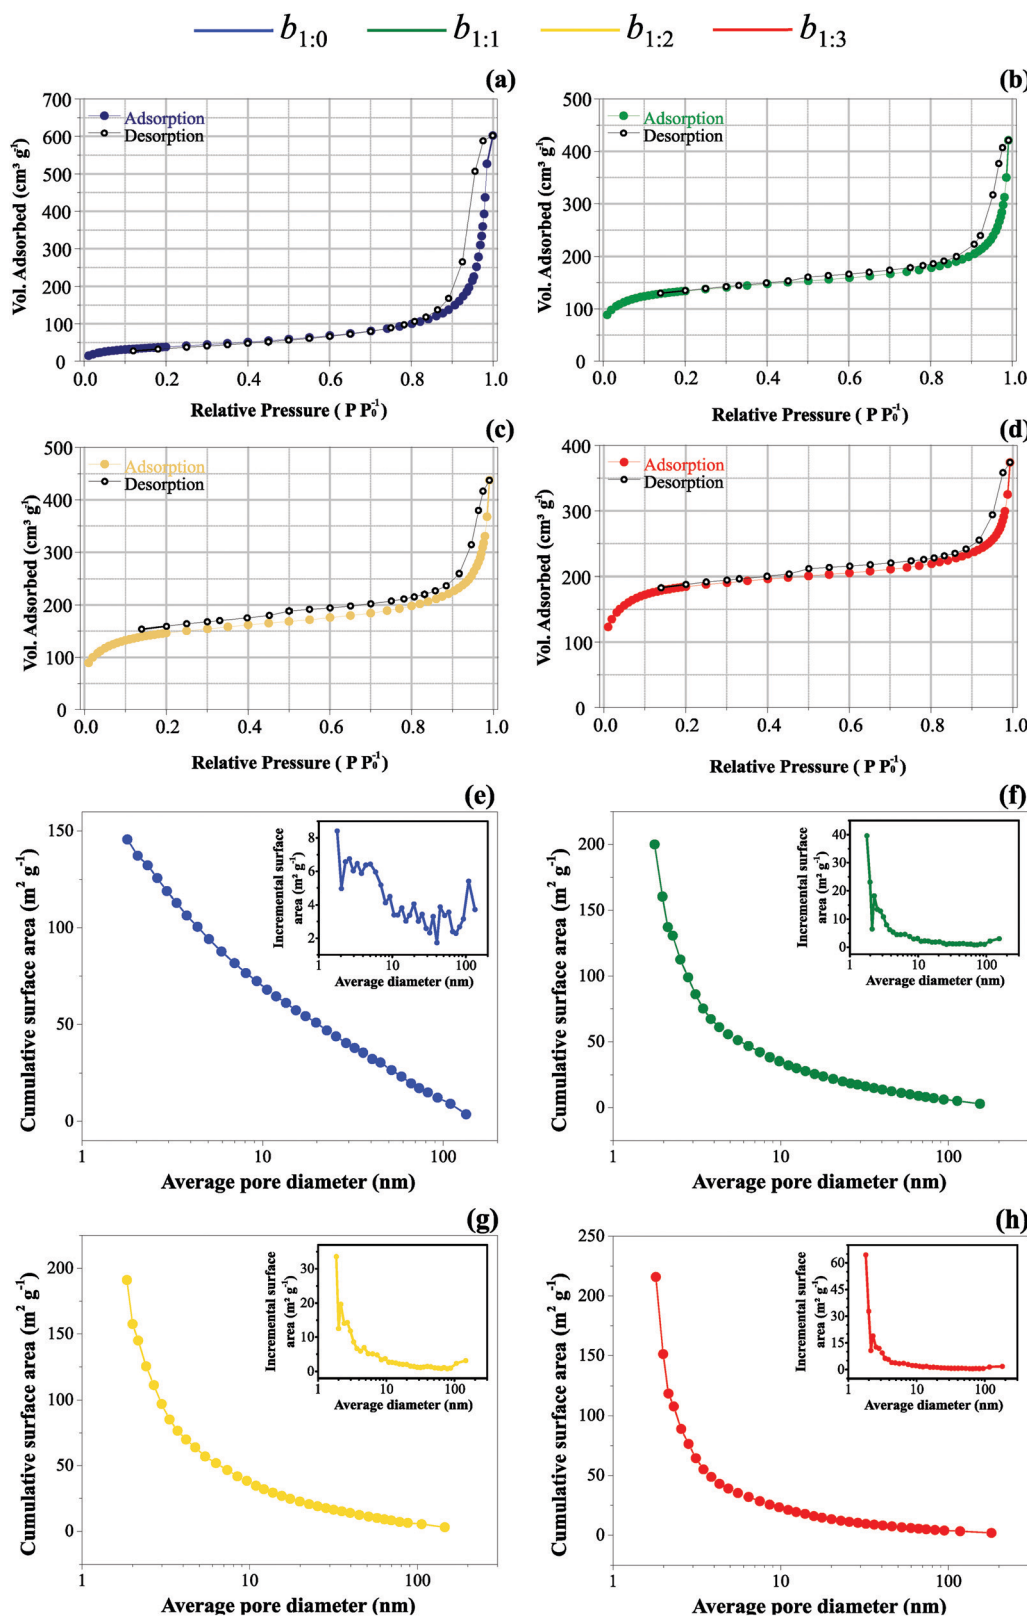 b1:0 b1:1 b1:2 b1:3
(a)
700
600
500
400
300
200
100
0
Vol. Adsorbed (cm³ g⁻¹)
Adsorption
Desorption
0.0 0.2 0.4 0.6 0.8 1.0
Relative Pressure ( P P₀⁻¹)
(b)
500
400
300
200
100
0
Vol. Adsorbed (cm³ g⁻¹)
Adsorption
Desorption
0.0 0.2 0.4 0.6 0.8 1.0
Relative Pressure ( P P₀⁻¹)
(c)
500
400
300
200
100
0
Vol. Adsorbed (cm³ g⁻¹)
Adsorption
Desorption
0.0 0.2 0.4 0.6 0.8 1.0
Relative Pressure ( P P₀⁻¹)
(d)
400
300
200
100
0
Vol. Adsorbed (cm³ g⁻¹)
Adsorption
Desorption
0.0 0.2 0.4 0.6 0.8 1.0
Relative Pressure ( P P₀⁻¹)
(e)
150
100
50
0
Cumulative surface area (m² g⁻¹)
8
6
4
2
Incremental surface
area (m² g⁻¹)
1 10 100
Average diameter (nm)
1 10 100
Average pore diameter (nm)
(f)
200
150
100
50
0
Cumulative surface area (m² g⁻¹)
40
30
20
10
0
Incremental surface
area (m² g⁻¹)
1 10 100
Average diameter (nm)
1 10 100
Average pore diameter (nm)
(g)
200
150
100
50
0
Cumulative surface area (m² g⁻¹)
30
20
10
0
Incremental surface
area (m² g⁻¹)
1 10 100
Average diameter (nm)
1 10 100
Average pore diameter (nm)
(h)
250
200
150
100
50
0
Cumulative surface area (m² g⁻¹)
60
45
30
15
0
Incremental surface
area (m² g⁻¹)
1 10 100
Average diameter (nm)
1 10 100
Average pore diameter (nm)